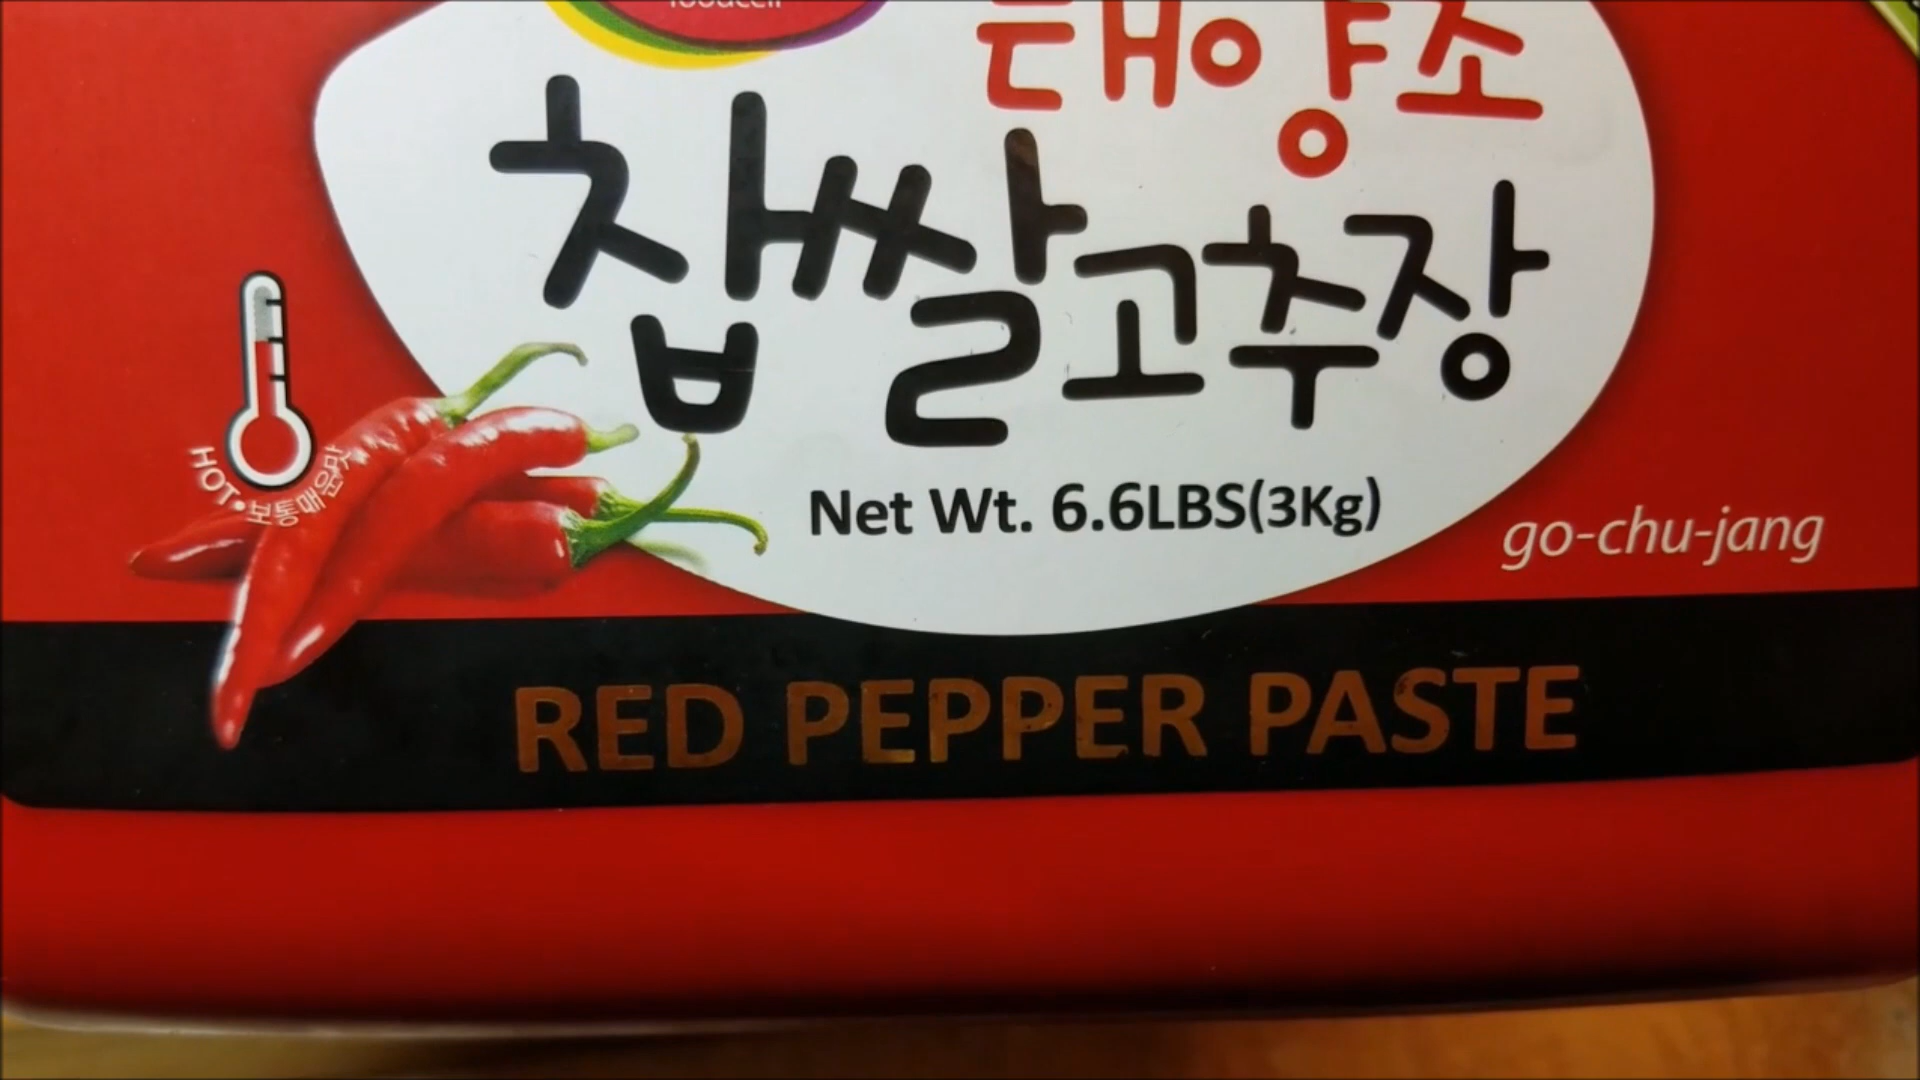 foodcell
태양초
찹쌀고추장
HOT•보통매운맛
Net Wt. 6.6LBS(3Kg)
go-chu-jang
RED PEPPER PASTE